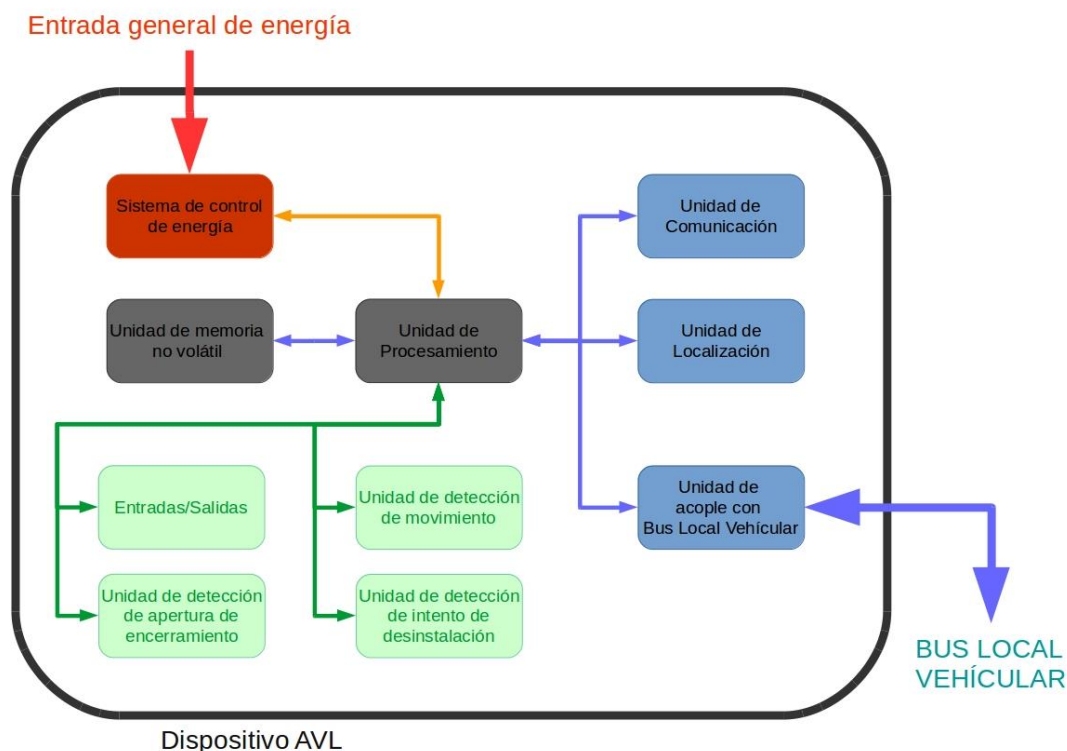 Entrada general de energía
Sistema de control
de energía
Unidad de
Comunicación
Unidad de memoria
no volátil
Unidad de
Procesamiento
Unidad de
Localización
Entradas/Salidas
Unidad de detección
de movimiento
Unidad de
acople con
Bus Local Vehícular
Unidad de detección
de apertura de
encerramiento
Unidad de detección
de intento de
desinstalación
BUS LOCAL
VEHÍCULAR
Dispositivo AVL